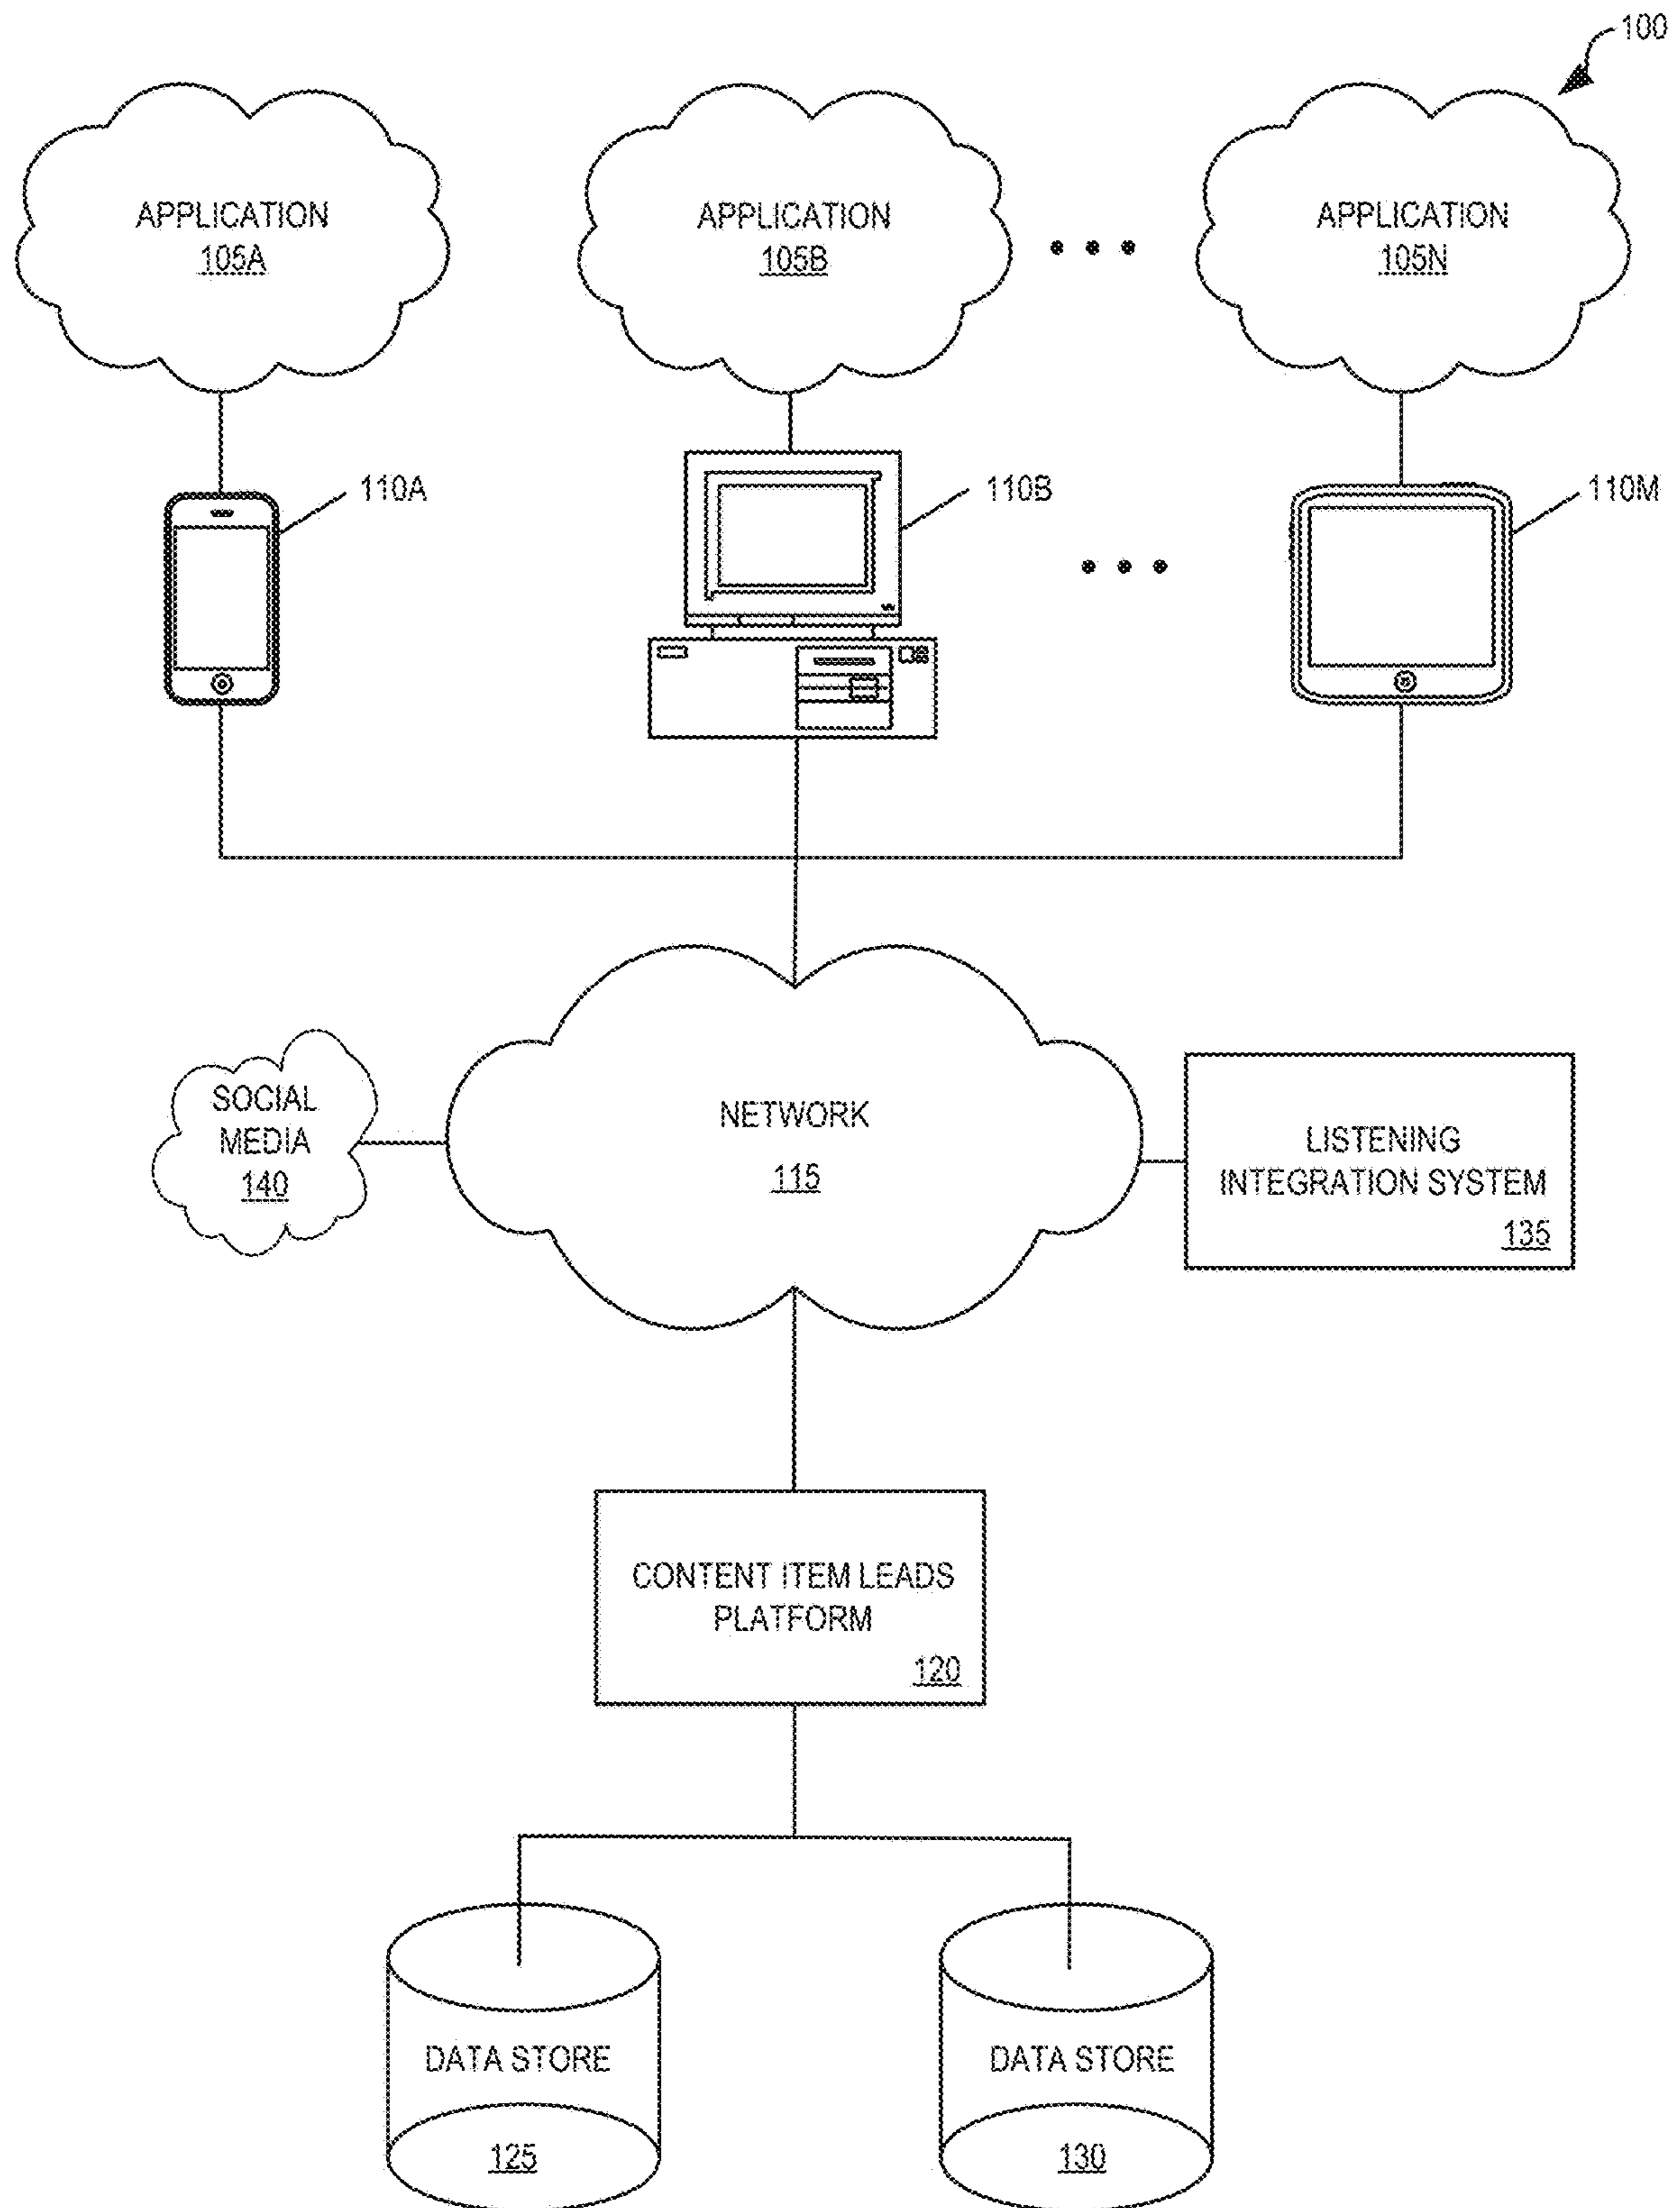 100
APPLICATION
105A
APPLICATION
105B
APPLICATION
105N
110A
110B
110M
SOCIAL
MEDIA
140
NETWORK
115
LISTENING
INTEGRATION SYSTEM
135
CONTENT ITEM LEADS
PLATFORM
120
DATA STORE
125
DATA STORE
130